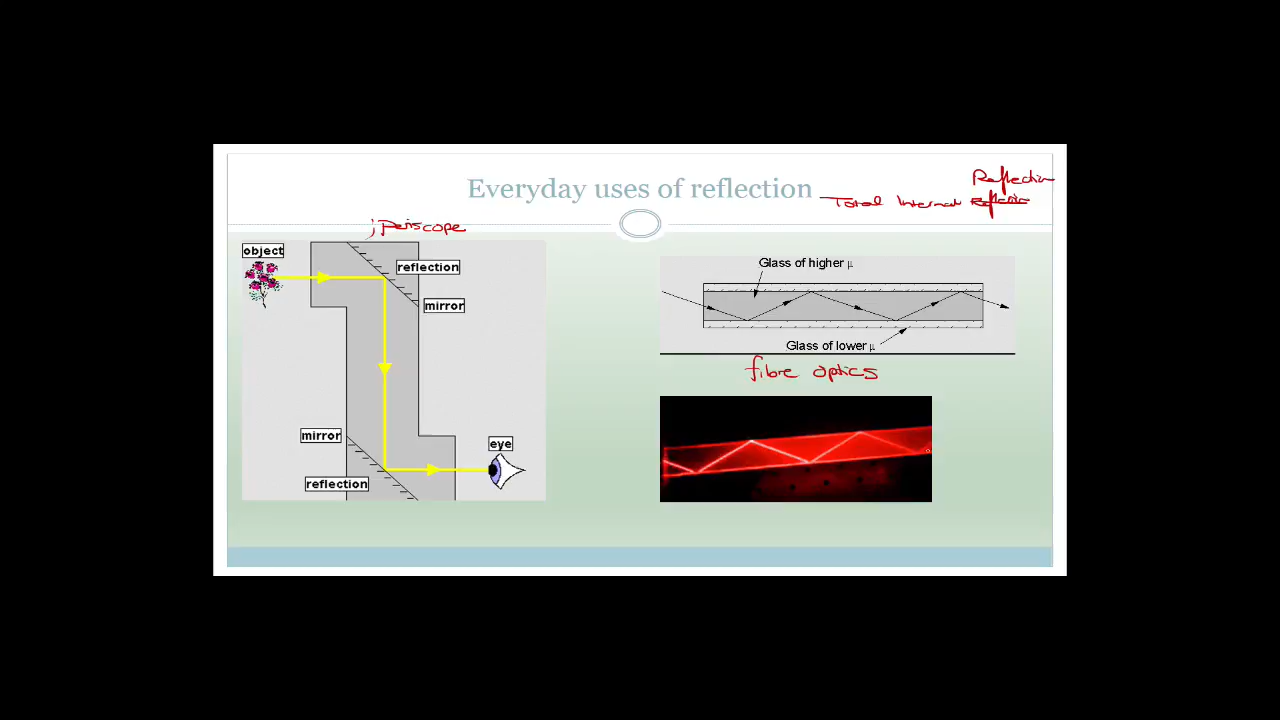 Everyday uses of reflection
Reflection
Total Internal
periscope
object
reflection
mirror
mirror
eye
reflection
Glass of higher μ
Glass of lower μ
fibre optics